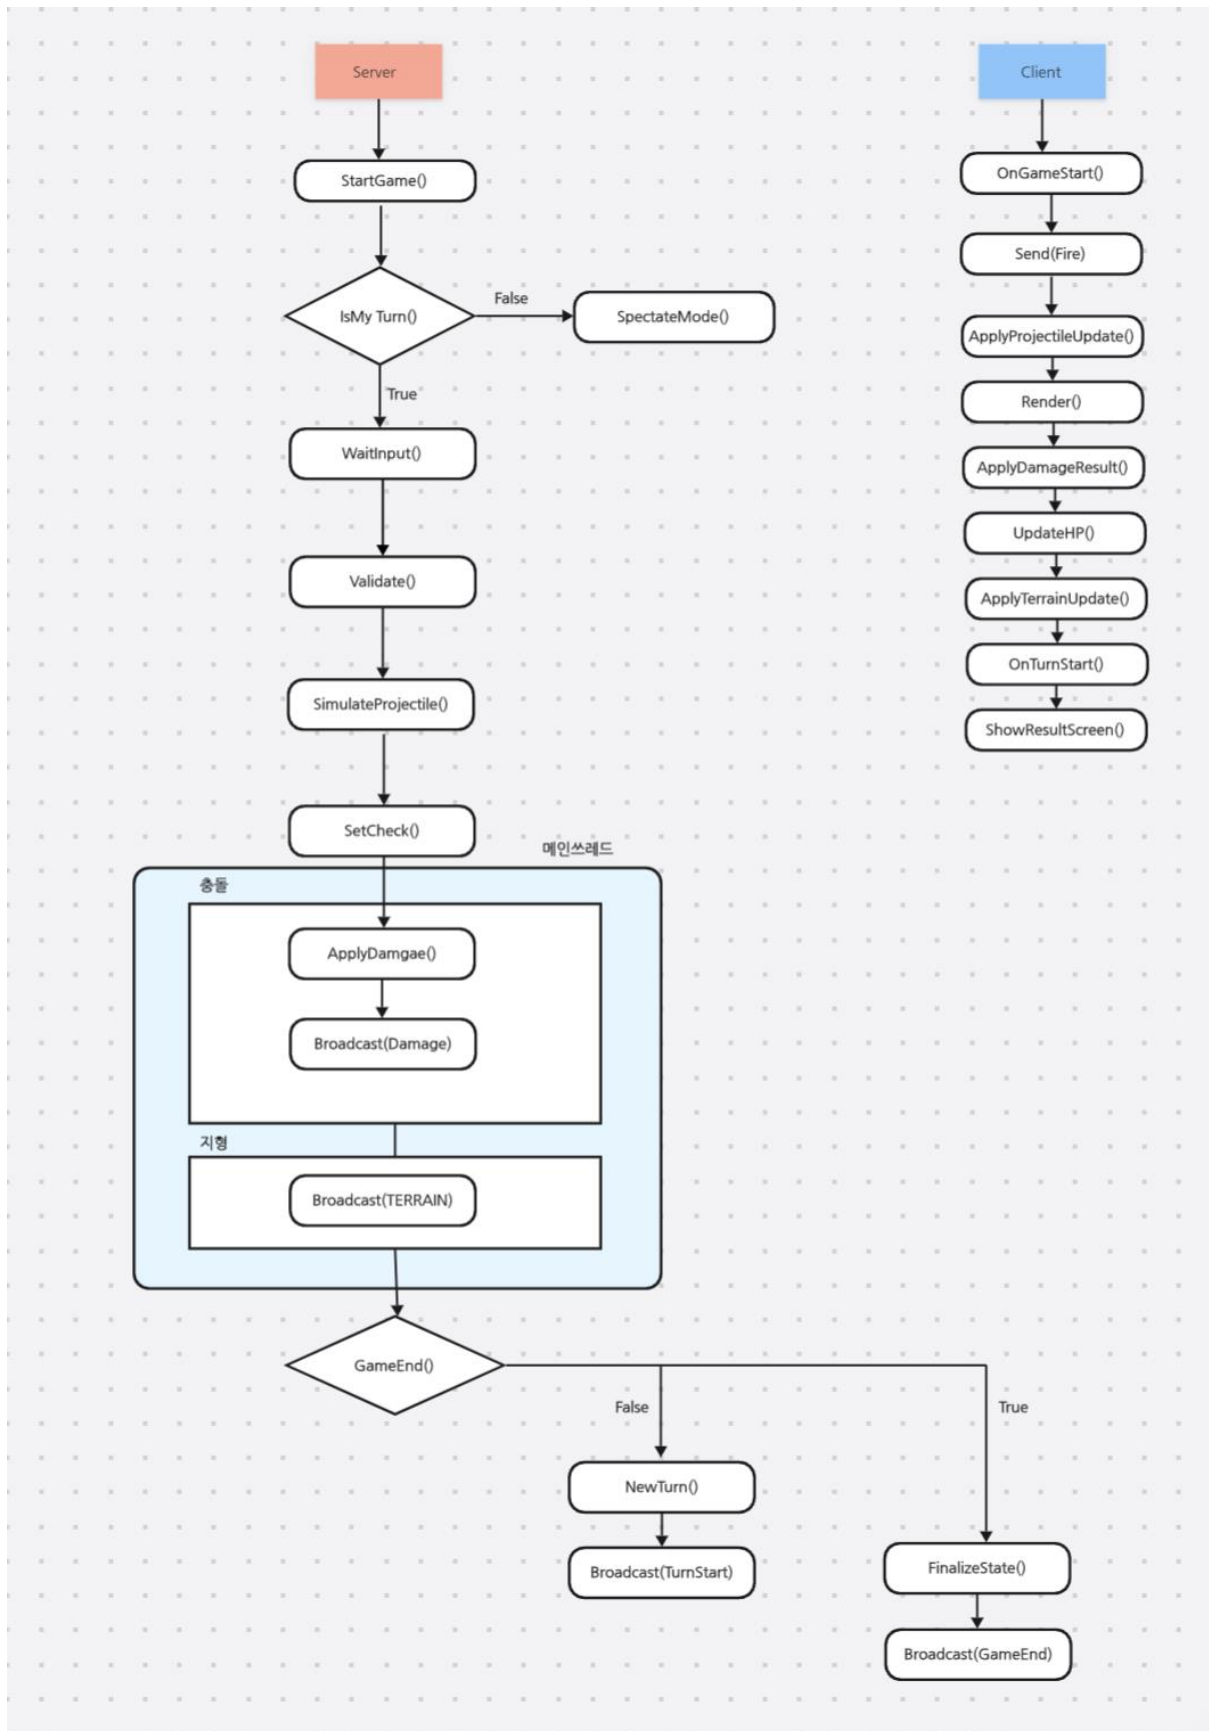 Server
StartGame()
IsMy Turn()
False
SpectateMode()
True
WaitInput()
Validate()
SimulateProjectile()
SetCheck()
메인쓰레드
충돌
ApplyDamgae()
Broadcast(Damage)
지형
Broadcast(TERRAIN)
GameEnd()
False
True
NewTurn()
Broadcast(TurnStart)
FinalizeState()
Broadcast(GameEnd)
Client
OnGameStart()
Send(Fire)
ApplyProjectileUpdate()
Render()
ApplyDamageResult()
UpdateHP()
ApplyTerrainUpdate()
OnTurnStart()
ShowResultScreen()